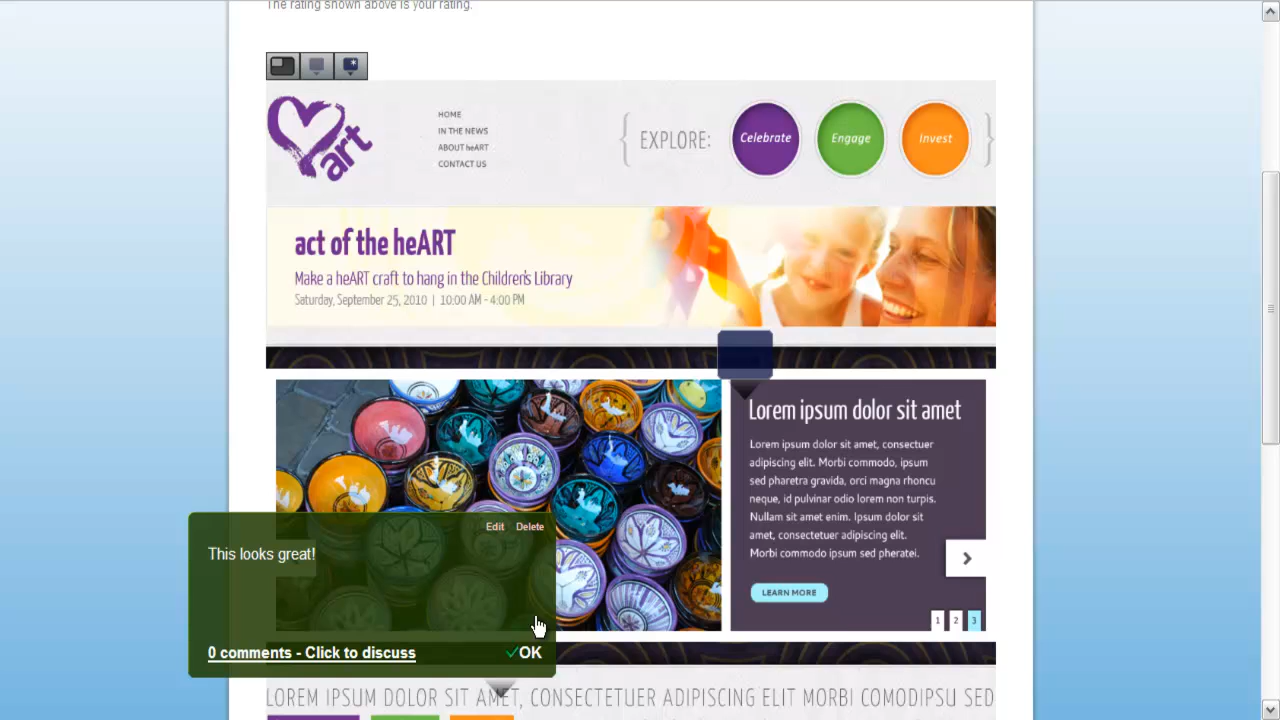 The rating shown above is your rating.
art
HOME
IN THE NEWS
ABOUT heART
CONTACT US
{ EXPLORE: Celebrate Engage Invest }
act of the heART
Make a heART craft to hang in the Children's Library
Saturday, September 25, 2010 | 10:00 AM - 4:00 PM
Lorem ipsum dolor sit amet
Lorem ipsum dolor sit amet, consectetuer
adipiscing elit. Morbi commodo, ipsum
sed pharetra gravida, orci magna rhoncu
neque, id pulvinar odio lorem non turpis.
Nullam sit amet enim. Ipsum dolor sit
amet, consectetuer adipiscing elit.
Morbi commodo ipsum sed pheratei.
LEARN MORE
1 2 3
Edit Delete
This looks great!
0 comments - Click to discuss
✓OK
LOREM IPSUM DOLOR SIT AMET, CONSECTETUER ADIPISCING ELIT MORBI COMODIPSU SED